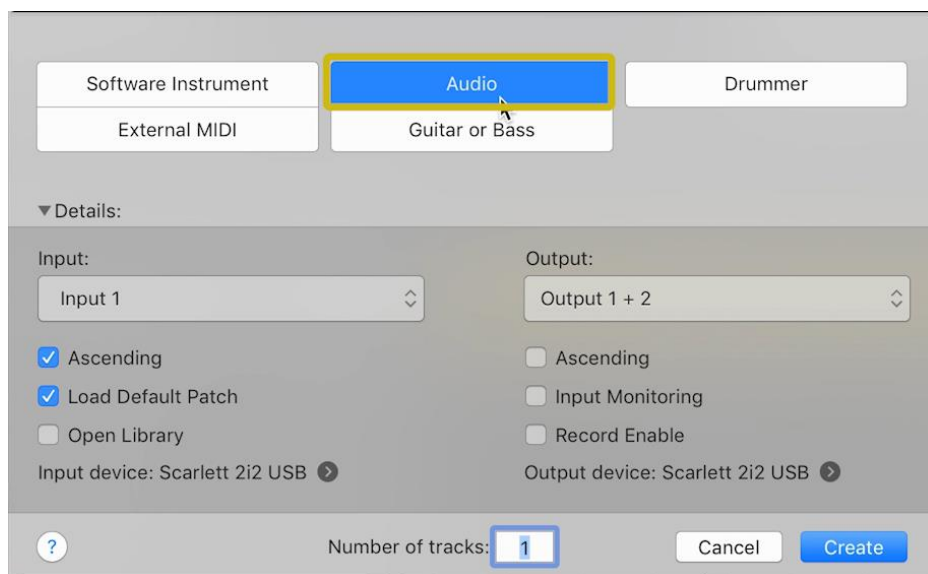 Software Instrument
Audio
Drummer
External MIDI
Guitar or Bass
Details:
Input:
Output:
Input 1
Output 1 + 2
Ascending
Ascending
Load Default Patch
Input Monitoring
Open Library
Record Enable
Input device: Scarlett 2i2 USB
Output device: Scarlett 2i2 USB
?
Number of tracks: 1
Cancel
Create